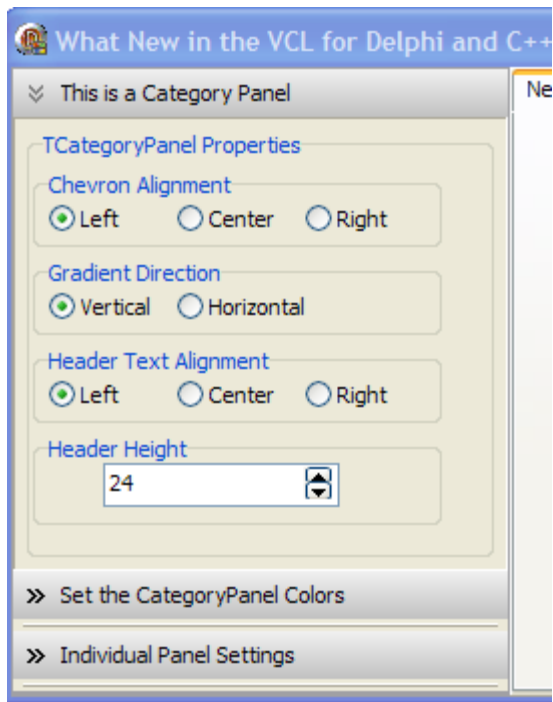 What New in the VCL for Delphi and C++
This is a Category Panel
Ne
TCategoryPanel Properties
Chevron Alignment
Left Center Right
Gradient Direction
Vertical Horizontal
Header Text Alignment
Left Center Right
Header Height
24
Set the CategoryPanel Colors
Individual Panel Settings